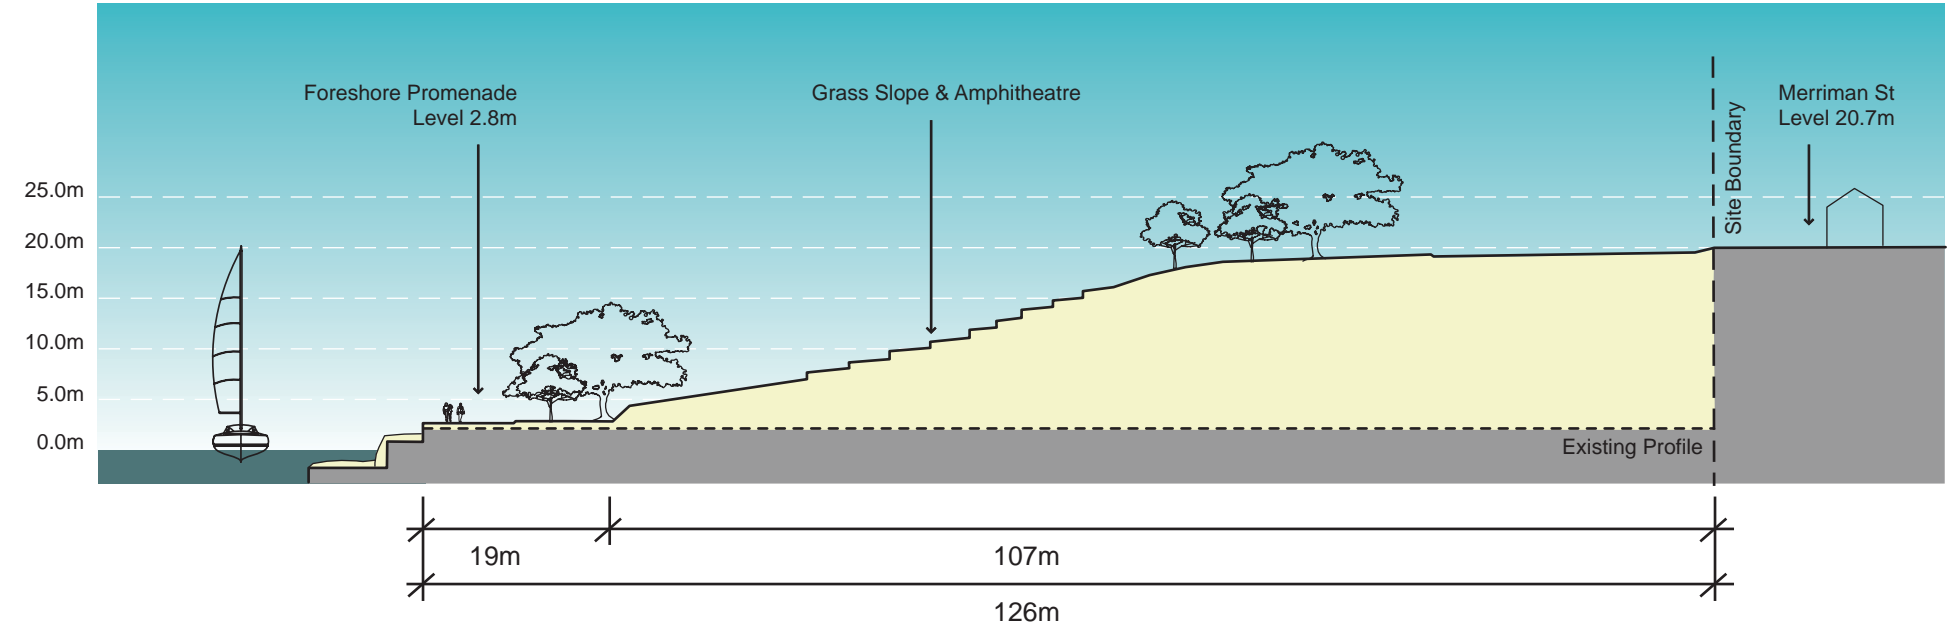 Foreshore Promenade
Level 2.8m
Grass Slope & Amphitheatre
Site Boundary
Merriman St
Level 20.7m
25.0m
20.0m
15.0m
10.0m
5.0m
0.0m
Existing Profile
19m
107m
126m